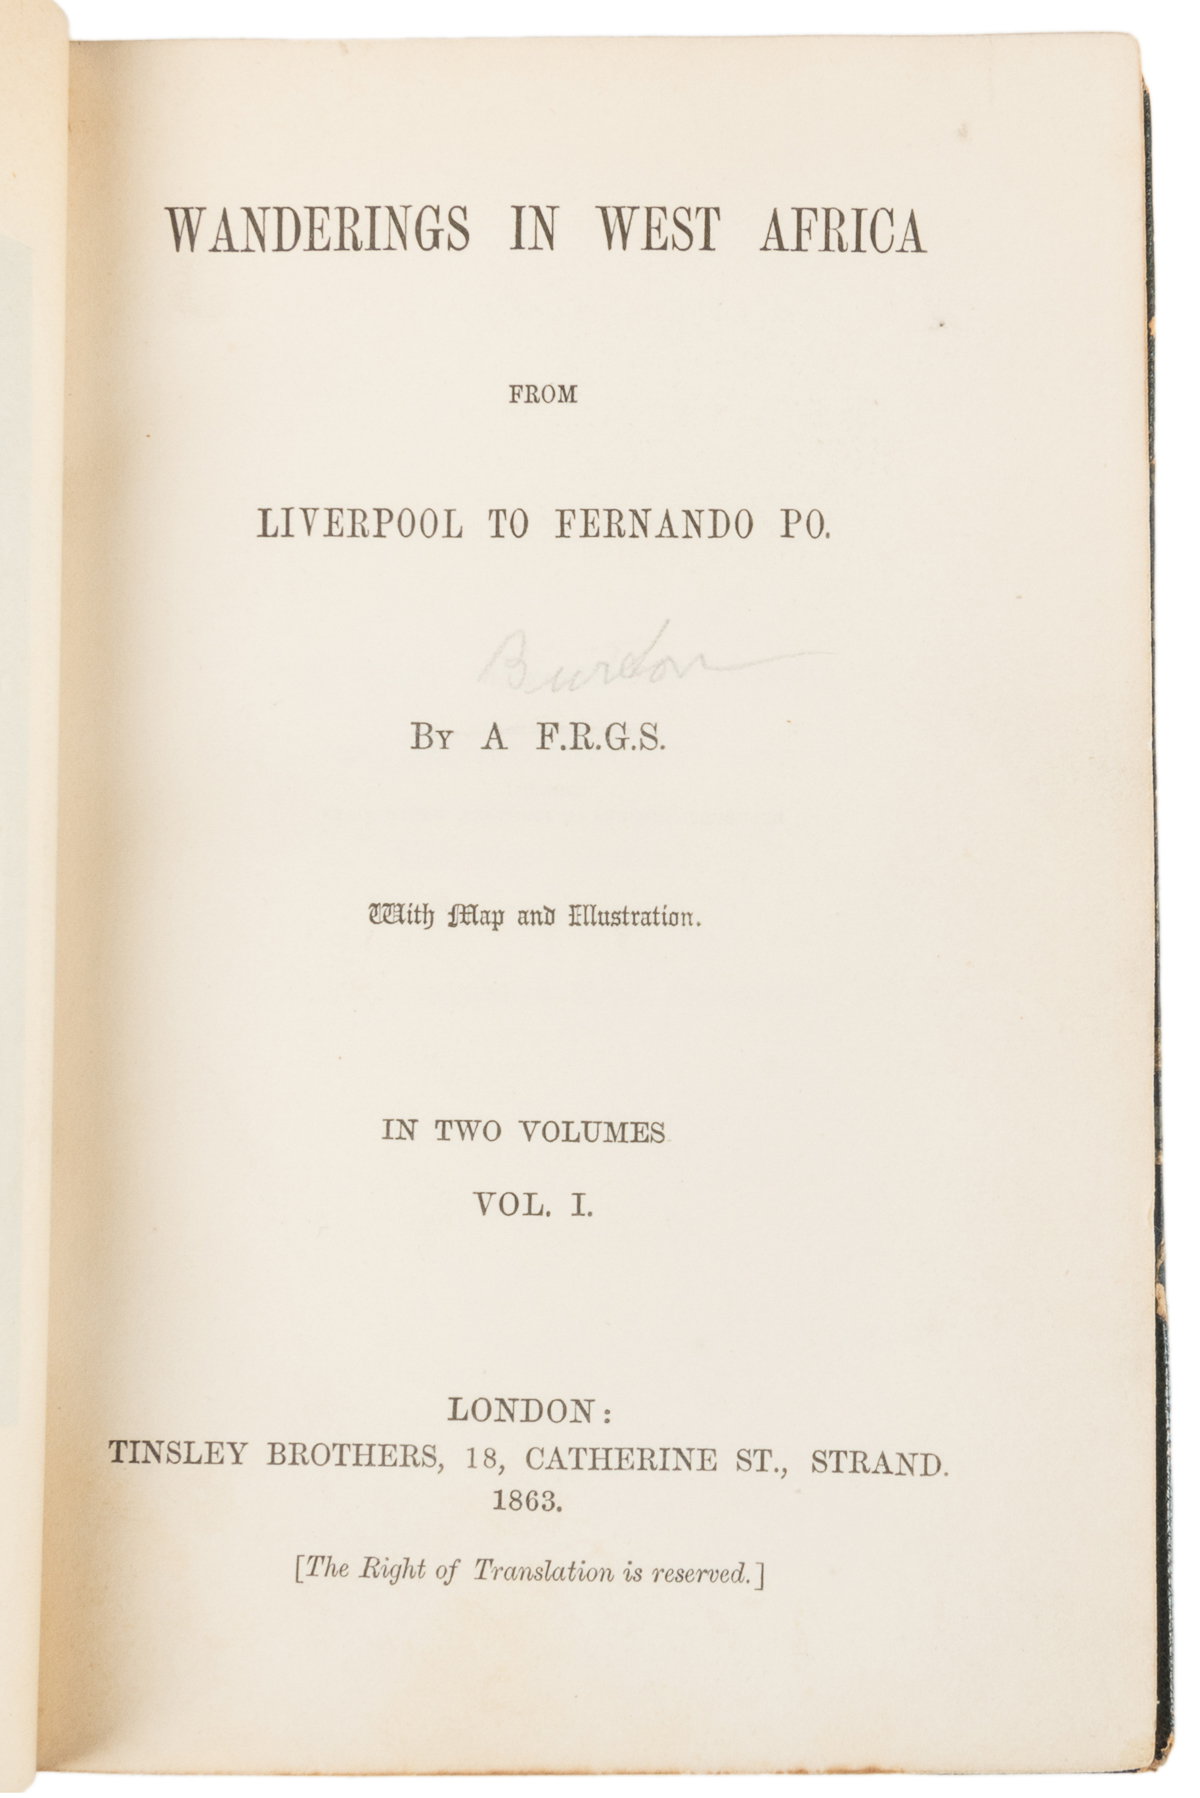 WANDERINGS IN WEST AFRICA
FROM
LIVERPOOL TO FERNANDO PO.
Burton
BY A F.R.G.S.
With Map and Illustration.
IN TWO VOLUMES
VOL. I.
LONDON:
TINSLEY BROTHERS, 18, CATHERINE ST., STRAND.
1863.
[The Right of Translation is reserved.]